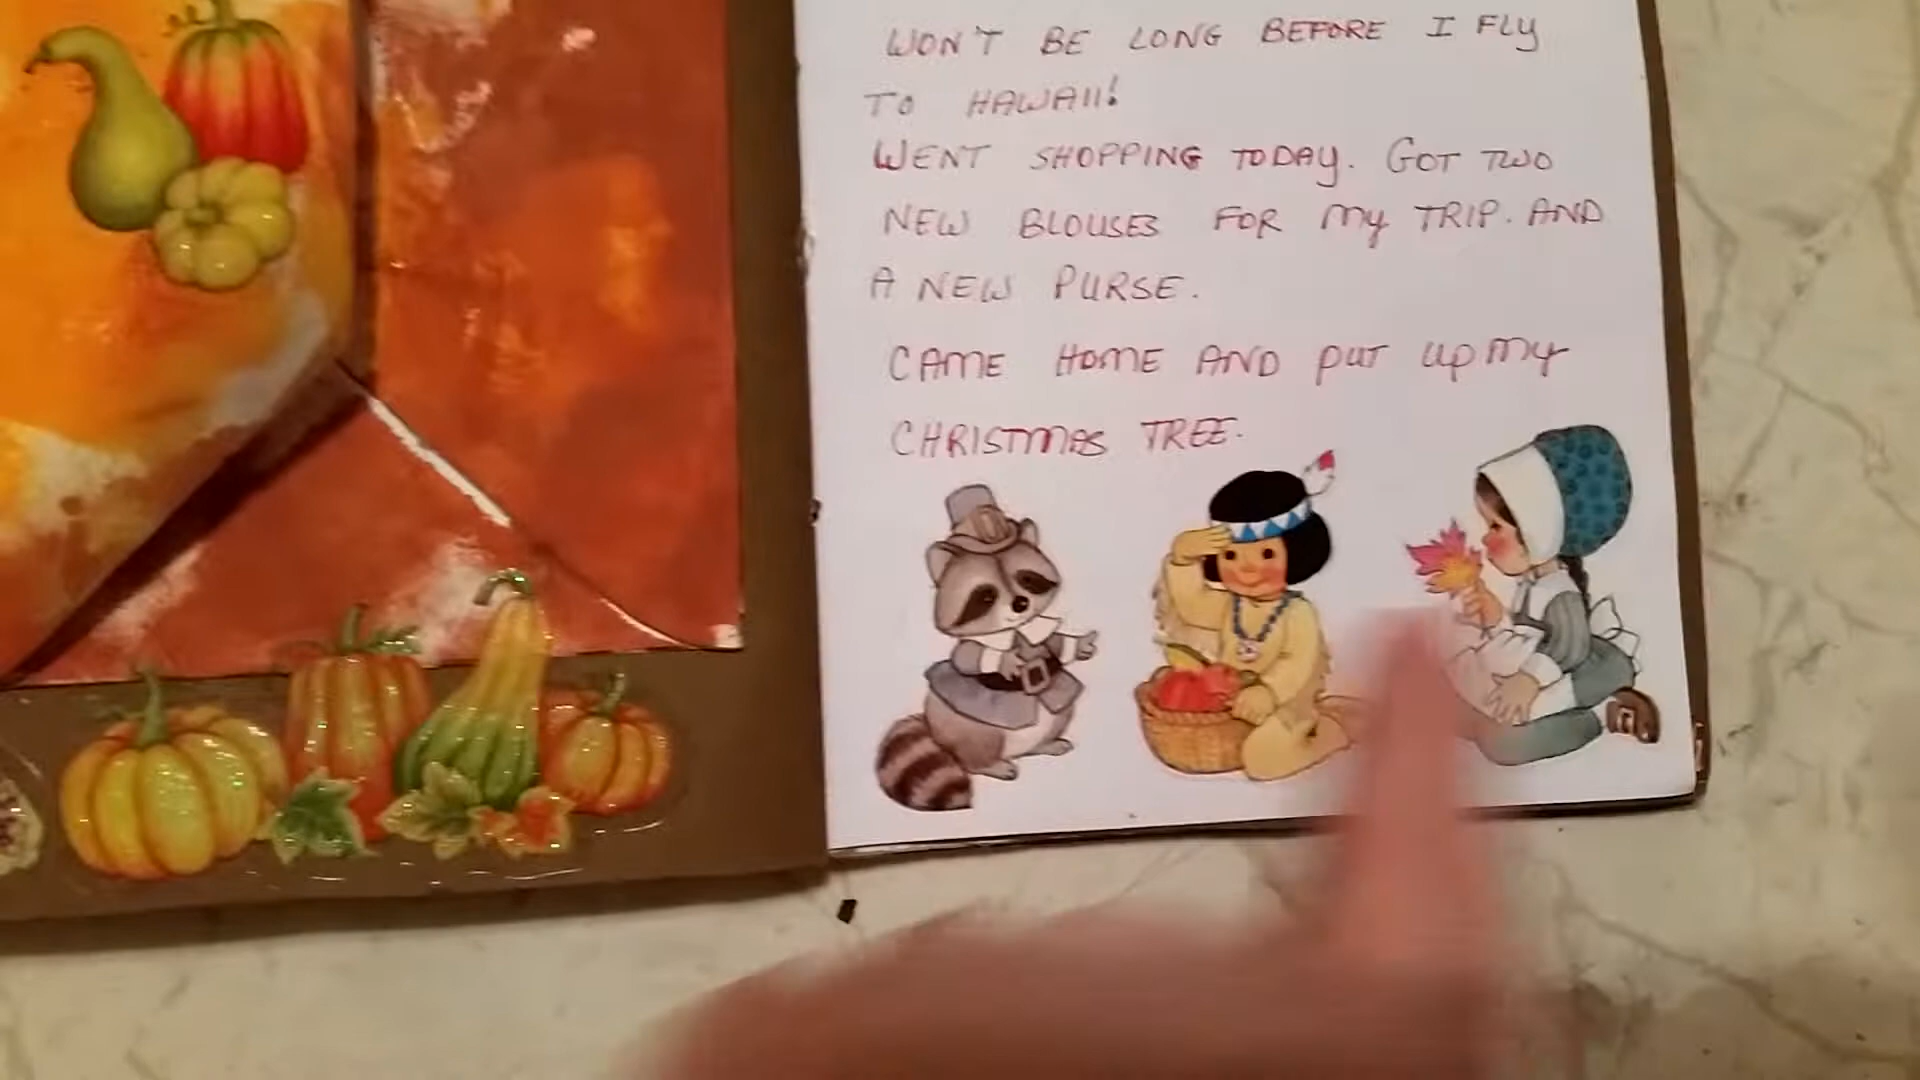 WON'T BE LONG BEFORE I FLY
TO HAWAII!
WENT SHOPPING TODAY. GOT TWO
NEW BLOUSES FOR MY TRIP. AND
A NEW PURSE.
CAME HOME AND PUT UP MY
CHRISTMAS TREE.